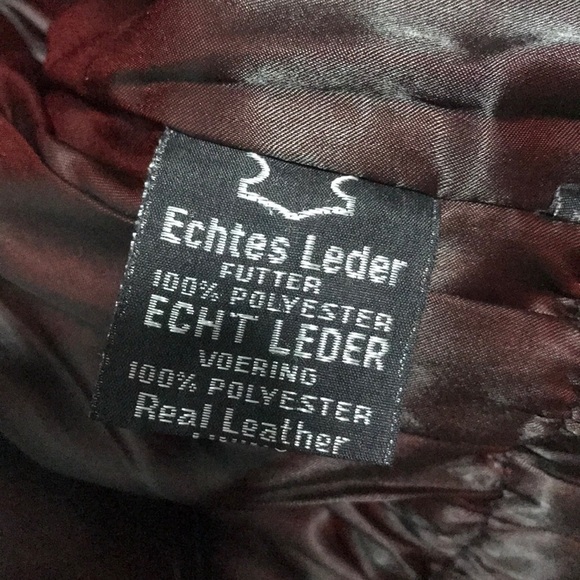 Echtes Leder
FUTTER
100% POLYESTER
ECHT LEDER
VOERING
100% POLYESTER
Real Leather